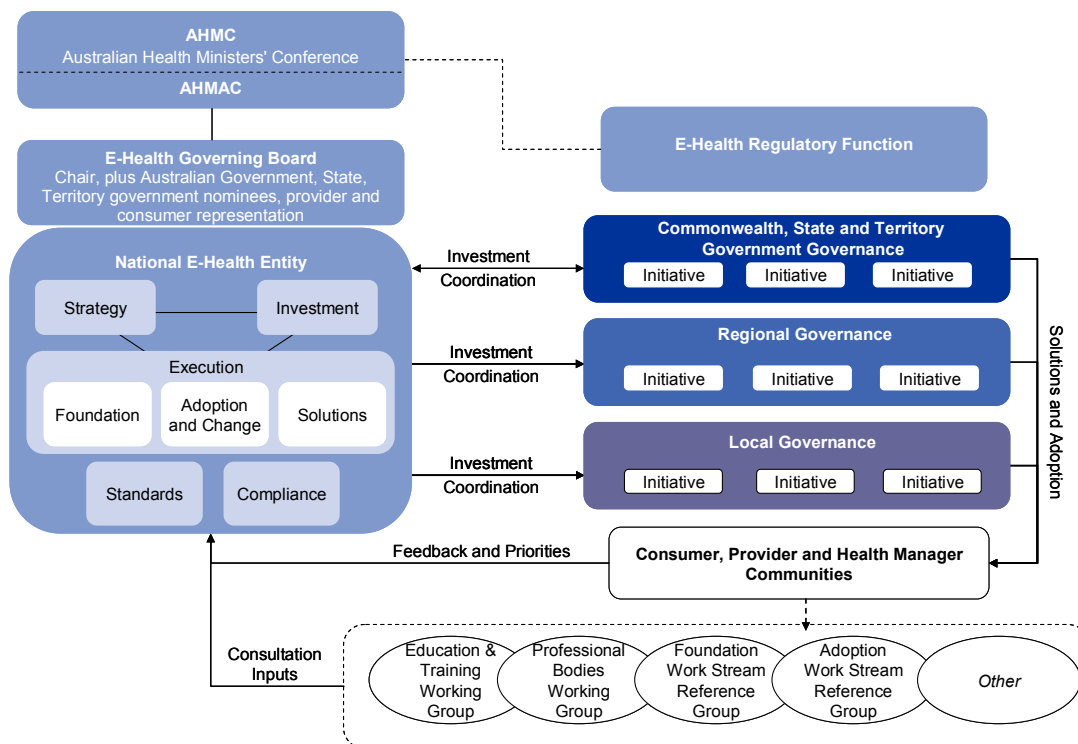 AHMC
Australian Health Ministers' Conference
AHMAC
E-Health Governing Board
Chair, plus Australian Government, State,
Territory government nominees, provider and
consumer representation
E-Health Regulatory Function
National E-Health Entity
Strategy
Investment
Execution
Foundation
Adoption
and Change
Solutions
Standards
Compliance
Investment
Coordination
Commonwealth, State and Territory
Government Governance
Initiative
Initiative
Initiative
Investment
Coordination
Regional Governance
Initiative
Initiative
Initiative
Investment
Coordination
Local Governance
Initiative
Initiative
Initiative
Solutions and Adoption
Feedback and Priorities
Consumer, Provider and Health Manager
Communities
Consultation
Inputs
Education &
Training
Working
Group
Professional
Bodies
Working
Group
Foundation
Work Stream
Reference
Group
Adoption
Work Stream
Reference
Group
Other